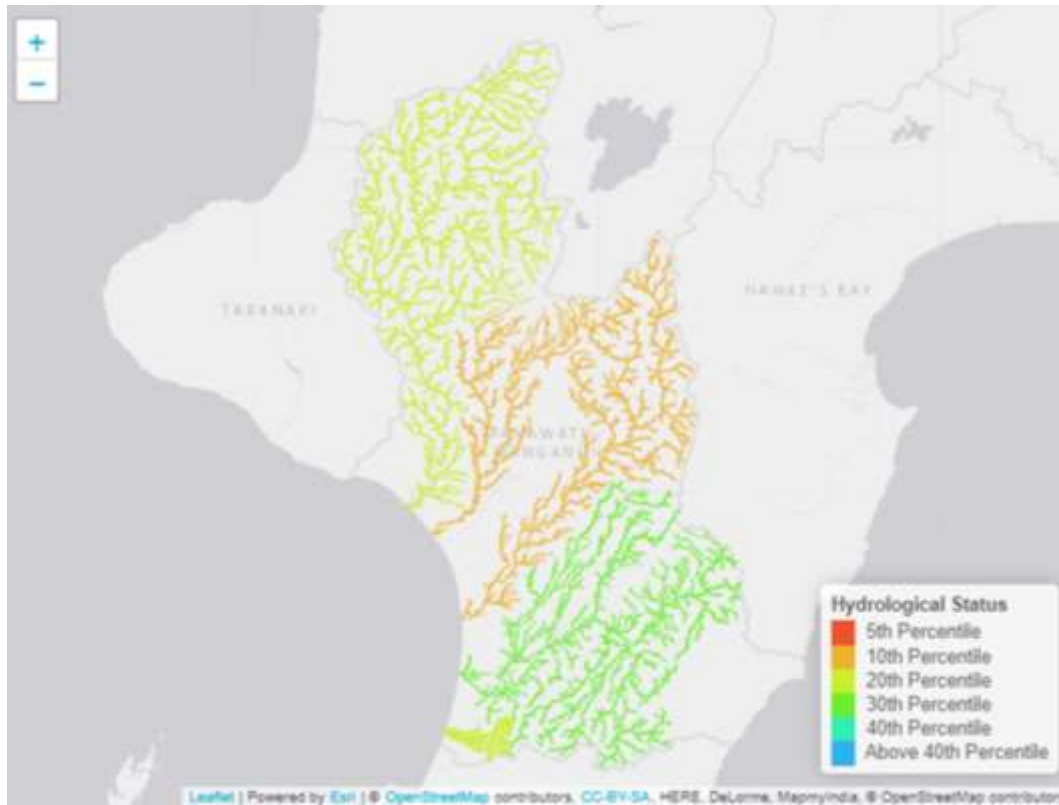 +
−
TARANAKI
HAWKE'S BAY
Hydrological Status
5th Percentile
10th Percentile
20th Percentile
30th Percentile
40th Percentile
Above 40th Percentile
Leaflet | Powered by Esri | © OpenStreetMap contributors, CC-BY-SA, HERE, DeLorme, MapmyIndia, © OpenStreetMap contributo